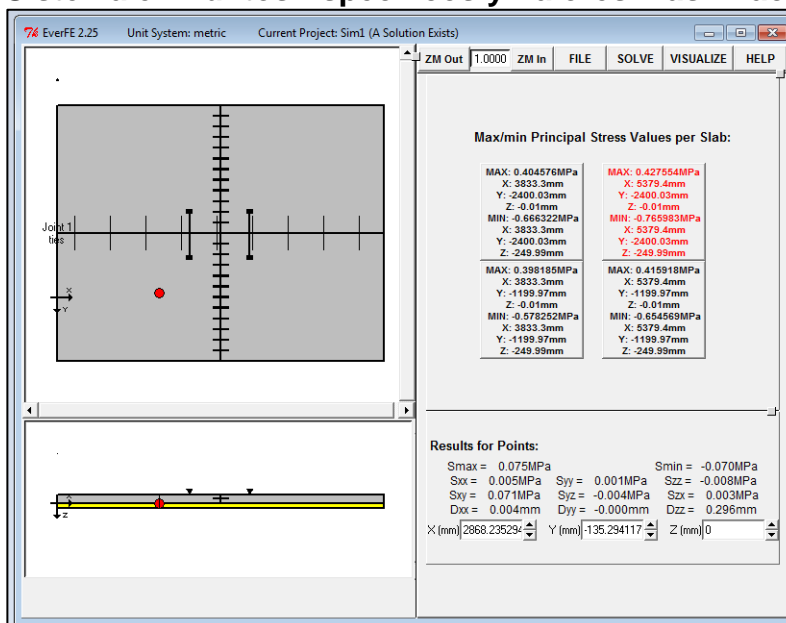 EverFE 2.25 Unit System: metric Current Project: Sim1 (A Solution Exists)
ZM Out 1.0000 ZM In FILE SOLVE VISUALIZE HELP
Max/min Principal Stress Values per Slab:
MAX: 0.404576MPa
X: 3833.3mm
Y: -2400.03mm
Z: -0.01mm
MIN: -0.666322MPa
X: 3833.3mm
Y: -2400.03mm
Z: -249.99mm
MAX: 0.427554MPa
X: 5379.4mm
Y: -2400.03mm
Z: -0.01mm
MIN: -0.765983MPa
X: 5379.4mm
Y: -2400.03mm
Z: -249.99mm
MAX: 0.398185MPa
X: 3833.3mm
Y: -1199.97mm
Z: -0.01mm
MIN: -0.578252MPa
X: 3833.3mm
Y: -1199.97mm
Z: -249.99mm
MAX: 0.415918MPa
X: 5379.4mm
Y: -1199.97mm
Z: -0.01mm
MIN: -0.654569MPa
X: 5379.4mm
Y: -1199.97mm
Z: -249.99mm
Joint 1
ties
X
Y
X
Z
Results for Points:
Smax = 0.075MPa Smin = -0.070MPa
Sxx = 0.005MPa Syy = 0.001MPa Szz = -0.008MPa
Sxy = 0.071MPa Syz = -0.004MPa Szx = 0.003MPa
Dxx = 0.004mm Dyy = -0.000mm Dzz = 0.296mm
X (mm) 2868.235294 Y (mm) -135.294117 Z (mm) 0